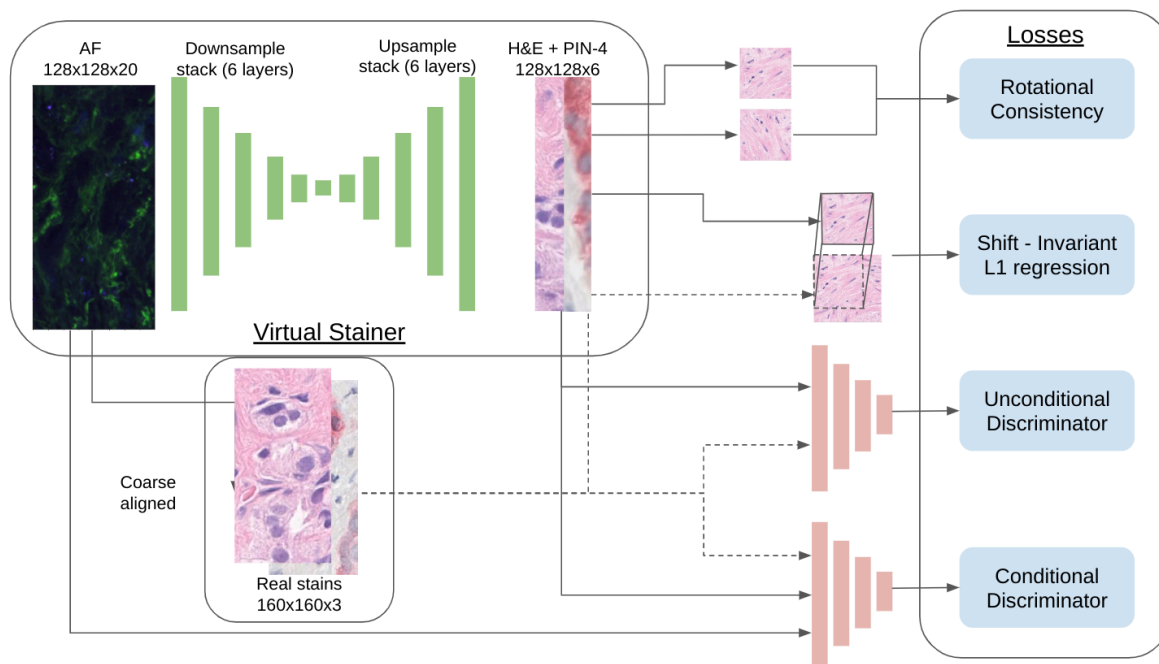 AF
128x128x20
Downsample
stack (6 layers)
Upsample
stack (6 layers)
H&E + PIN-4
128x128x6
Virtual Stainer
Coarse
aligned
Real stains
160x160x3
Losses
Rotational
Consistency
Shift - Invariant
L1 regression
Unconditional
Discriminator
Conditional
Discriminator